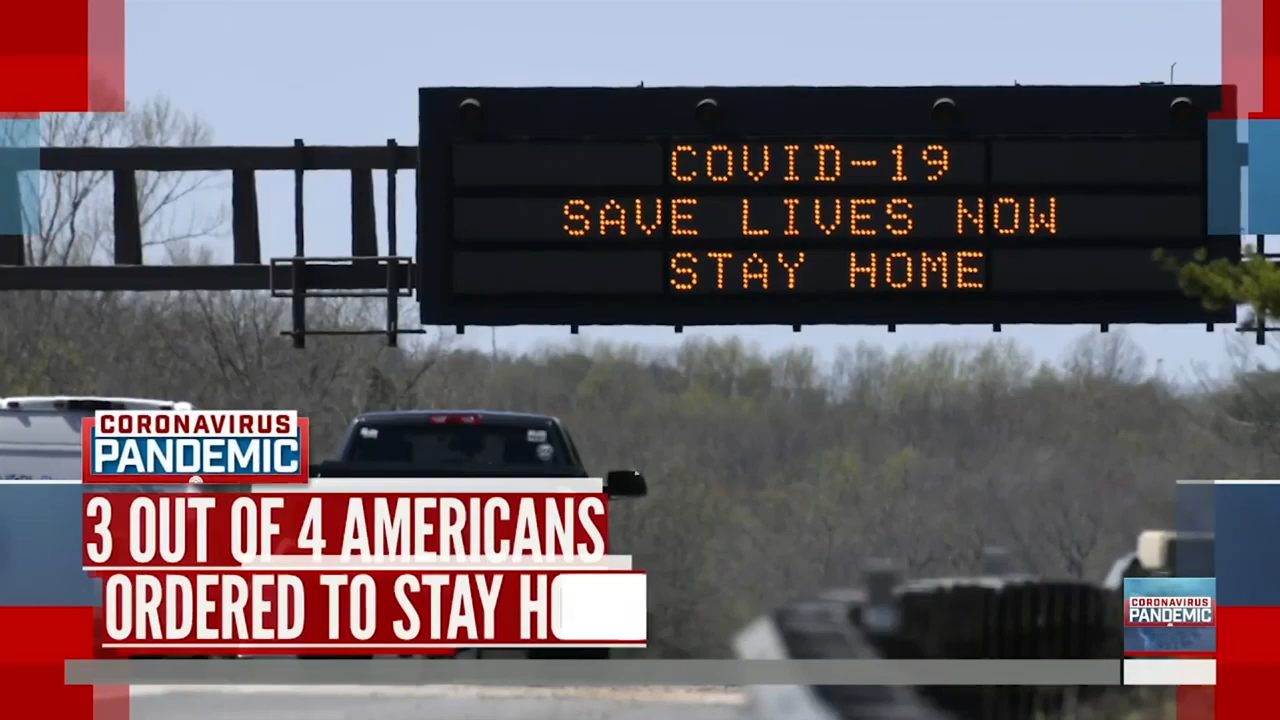 COVID-19
SAVE LIVES NOW
STAY HOME
CORONAVIRUS
PANDEMIC
3 OUT OF 4 AMERICANS
ORDERED TO STAY
CORONAVIRUS
PANDEMIC